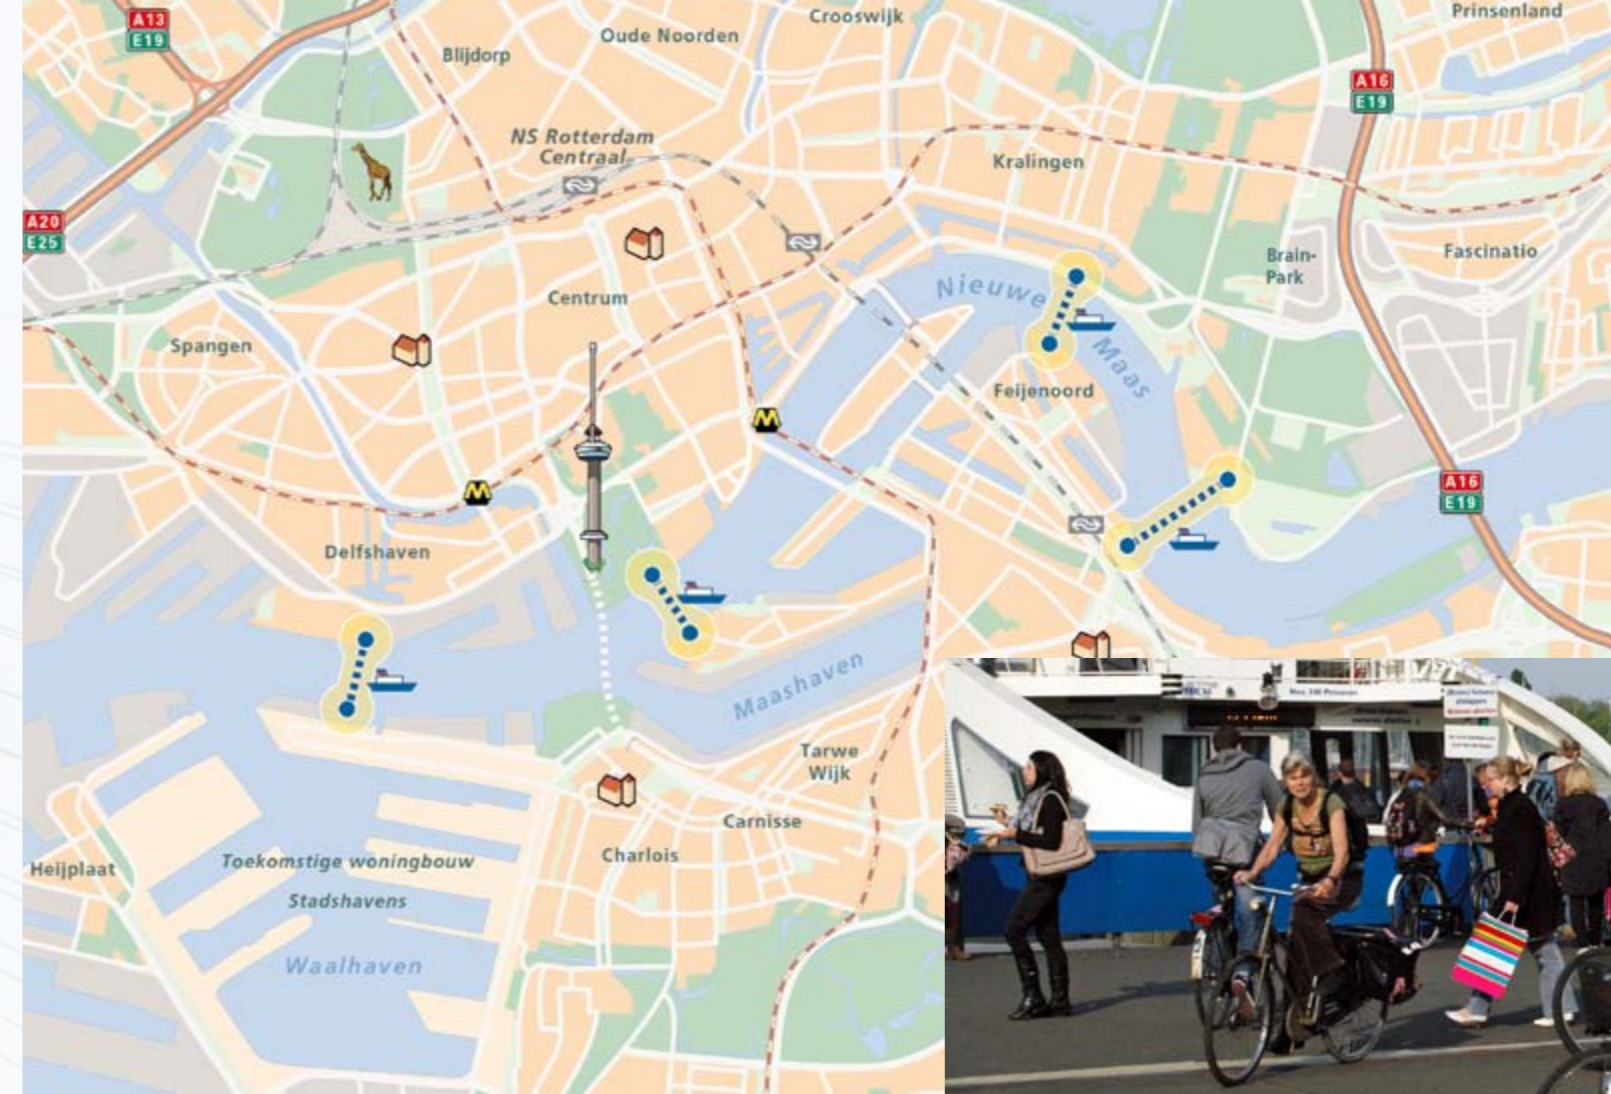 A13
E19
Blijdorp
Oude Noorden
Crooswijk
Prinsenland
A16
E19
NS Rotterdam
Centraal
Kralingen
A20
E25
Brain-
Park
Fascinatio
Centrum
Nieuwe
Maas
Spangen
Feijenoord
M
M
A16
E19
Delfshaven
Maashaven
Tarwe
Wijk
Carnisse
Charlois
Heijplaat
Toekomstige woningbouw
Stadshavens
Waalhaven